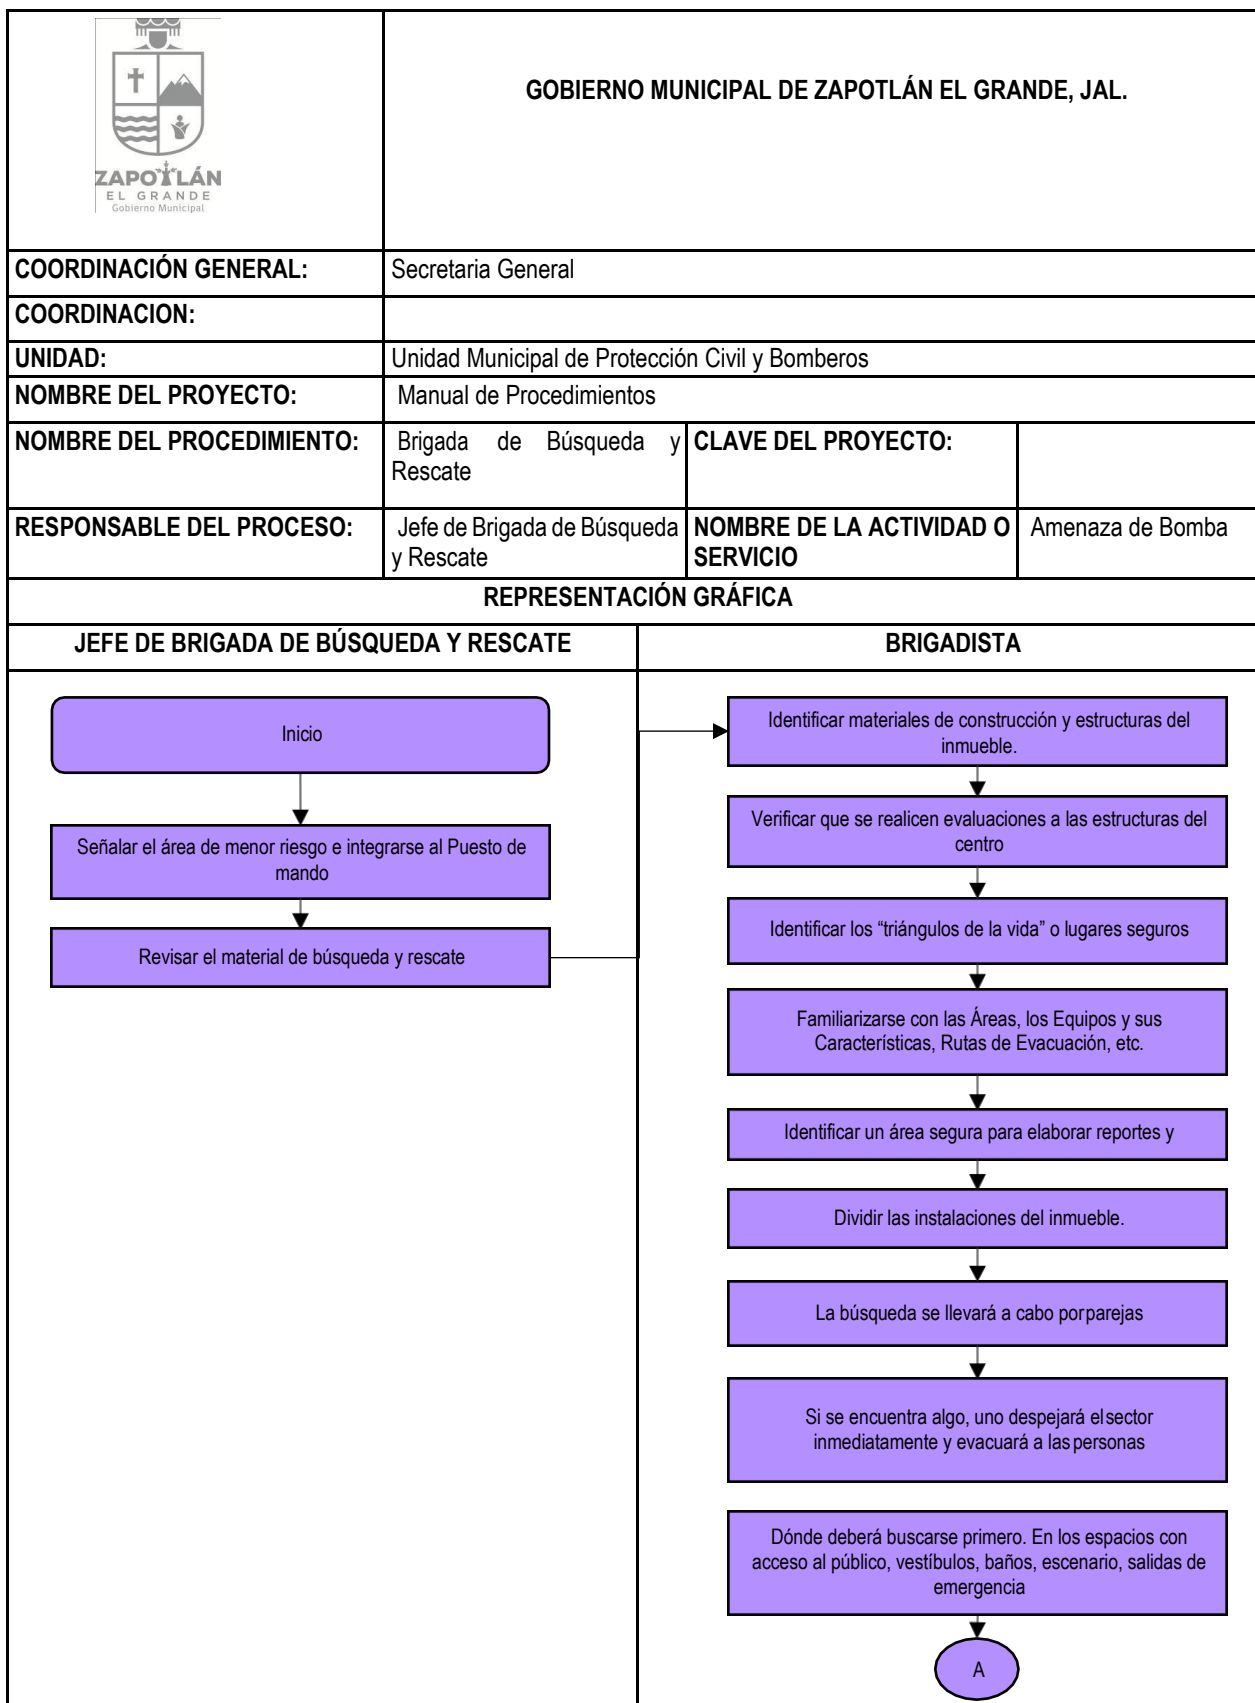 ZAPOTLÁN
EL GRANDE
Gobierno Municipal
GOBIERNO MUNICIPAL DE ZAPOTLÁN EL GRANDE, JAL.
COORDINACIÓN GENERAL:
Secretaria General
COORDINACION:
UNIDAD:
Unidad Municipal de Protección Civil y Bomberos
NOMBRE DEL PROYECTO:
Manual de Procedimientos
NOMBRE DEL PROCEDIMIENTO:
Brigada de Búsqueda y
Rescate
CLAVE DEL PROYECTO:
RESPONSABLE DEL PROCESO:
Jefe de Brigada de Búsqueda
y Rescate
NOMBRE DE LA ACTIVIDAD O
SERVICIO
Amenaza de Bomba
REPRESENTACIÓN GRÁFICA
JEFE DE BRIGADA DE BÚSQUEDA Y RESCATE
BRIGADISTA
Inicio
Señalar el área de menor riesgo e integrarse al Puesto de
mando
Revisar el material de búsqueda y rescate
Identificar materiales de construcción y estructuras del
inmueble.
Verificar que se realicen evaluaciones a las estructuras del
centro
Identificar los “triángulos de la vida” o lugares seguros
Familiarizarse con las Áreas, los Equipos y sus
Características, Rutas de Evacuación, etc.
Identificar un área segura para elaborar reportes y
Dividir las instalaciones del inmueble.
La búsqueda se llevará a cabo porparejas
Si se encuentra algo, uno despejará elsector
inmediatamente y evacuará a las personas
Dónde deberá buscarse primero. En los espacios con
acceso al público, vestíbulos, baños, escenario, salidas de
emergencia
A